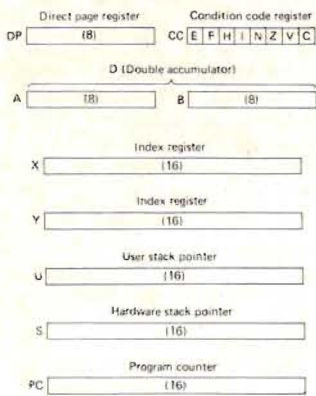 Direct page register Condition code register
DP (8) CC E F H I N Z V C
D (Double accumulator)
A (8) B (8)
Index register
X (16)
Index register
Y (16)
User stack pointer
U (16)
Hardware stack pointer
S (16)
Program counter
PC (16)